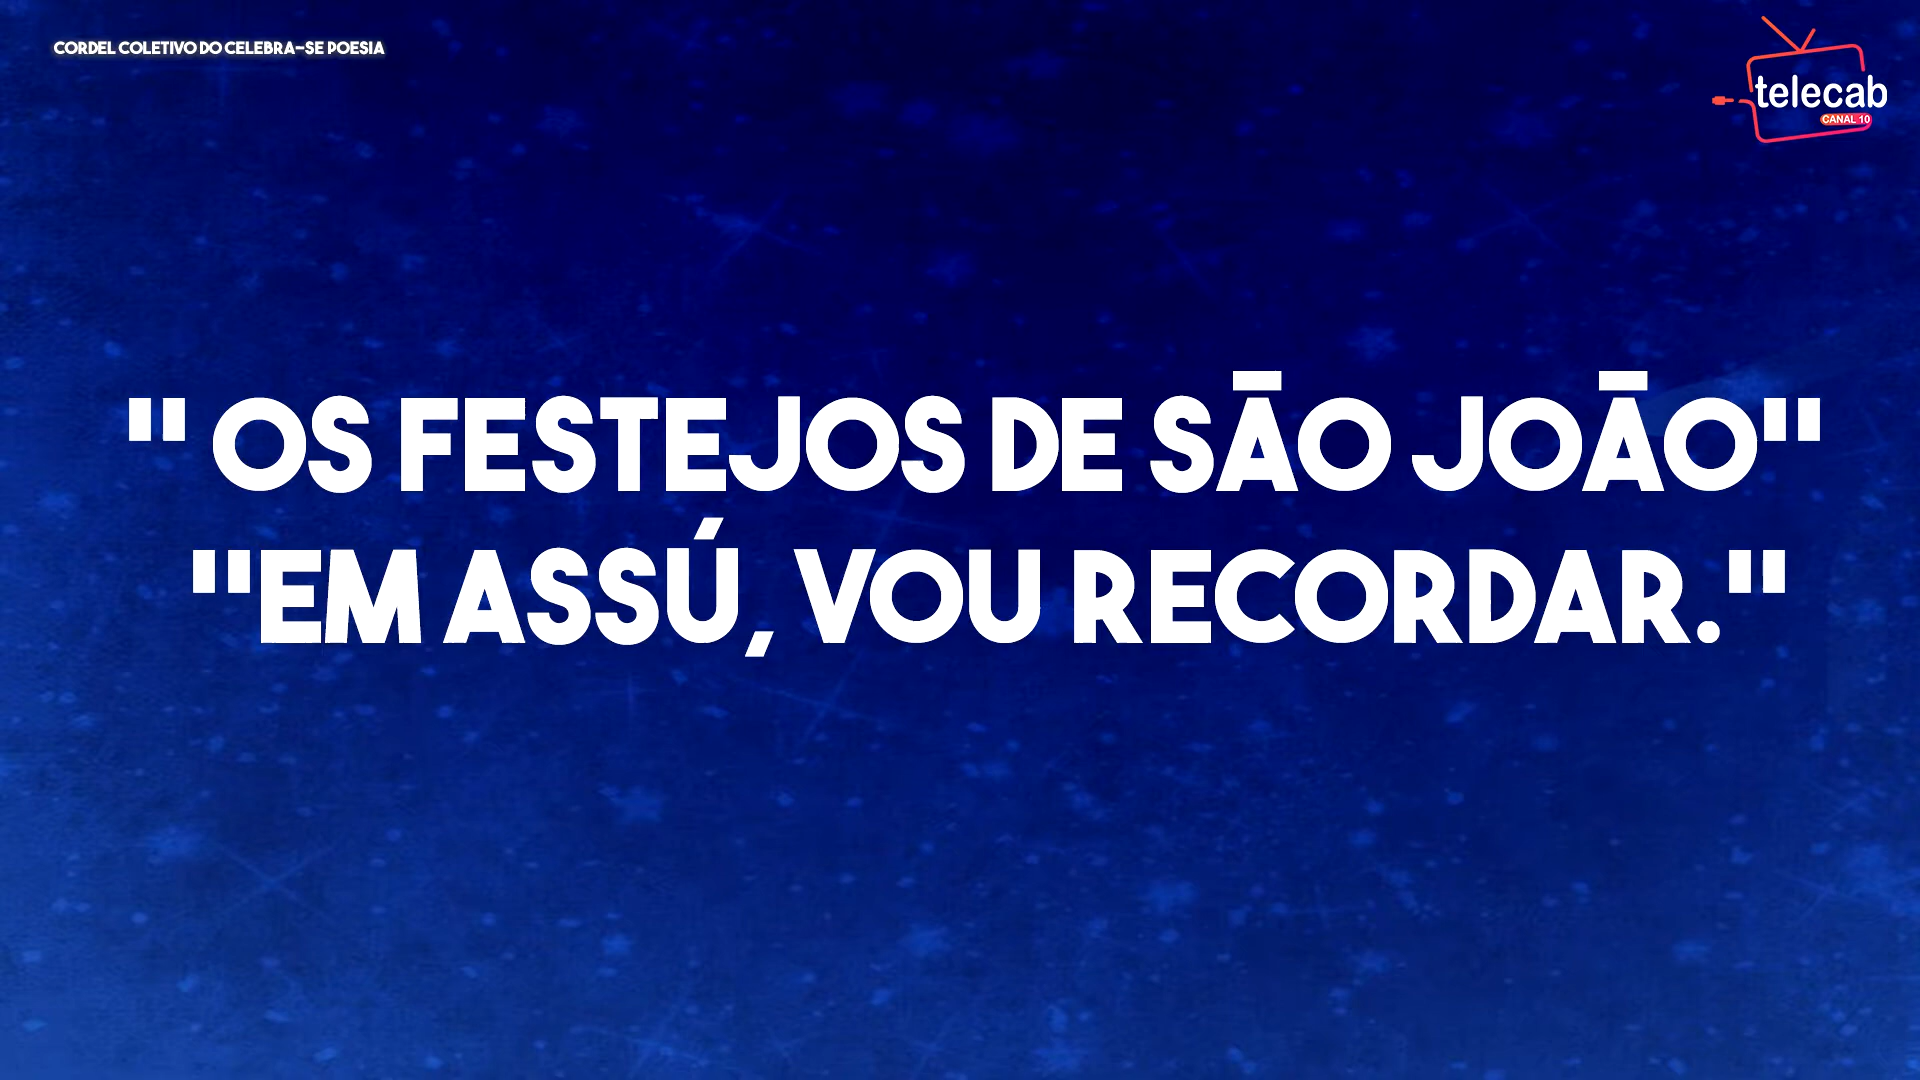 CORDEL COLETIVO DO CELEBRA-SE POESIA
telecab
CANAL 10
" OS FESTEJOS DE SÃO JOÃO"
"EM ASSÚ, VOU RECORDAR."